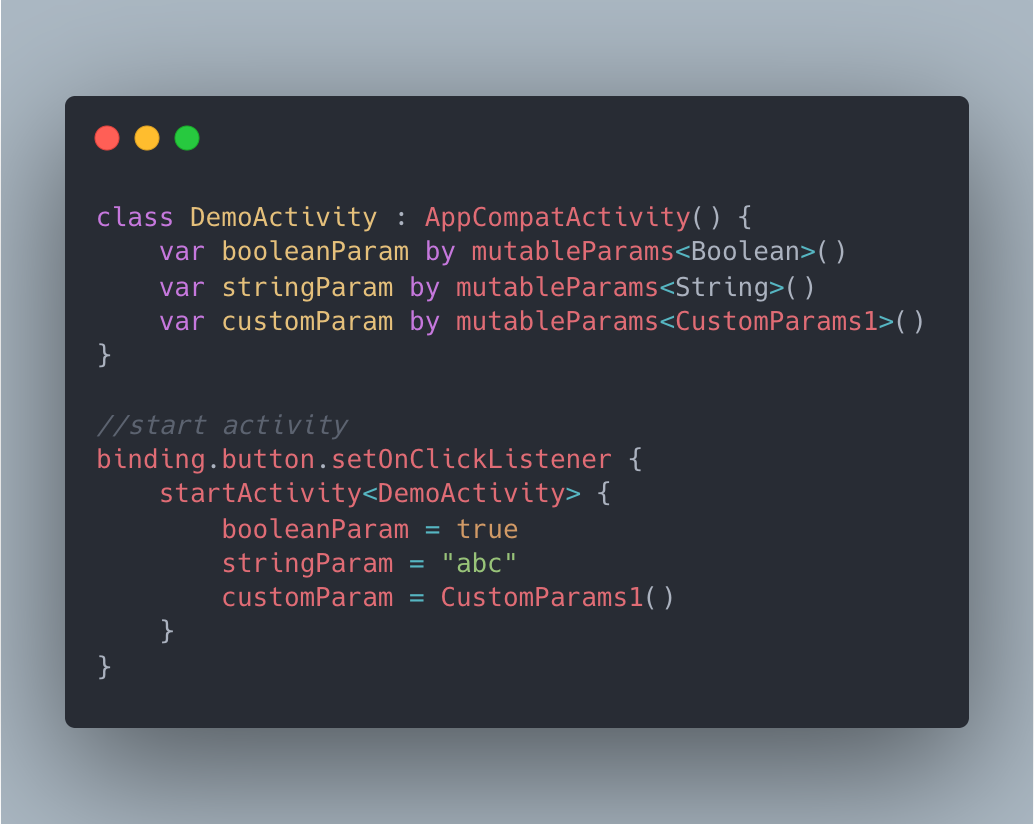 class DemoActivity : AppCompatActivity() {
    var booleanParam by mutableParams<Boolean>()
    var stringParam by mutableParams<String>()
    var customParam by mutableParams<CustomParams1>()
}

//start activity
binding.button.setOnClickListener {
    startActivity<DemoActivity> {
        booleanParam = true
        stringParam = "abc"
        customParam = CustomParams1()
    }
}